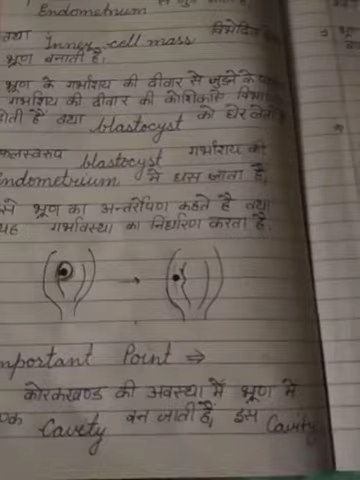 Endometrium से जुड़
तथा Inner cell mass विभेदित
भ्रूण बनाती है।
भ्रूण के गर्भाशय की दीवार से जुड़ने के
गर्भाशय की दीवार की कोशिकाएँ
होती हैं तथा blastocyst को घेर लेता
फलस्वरूप blastocyst गर्भाशय की
Endometrium में धस जाता है,
से भ्रूण का अन्तर्रोपण कहते हैं तथा
यह गर्भावस्था का निर्धारण करता है.
Important Point ⇒
कोरकखण्ड की अवस्था में भ्रूण में
एक Cavity बन जाती है, इस Cavity